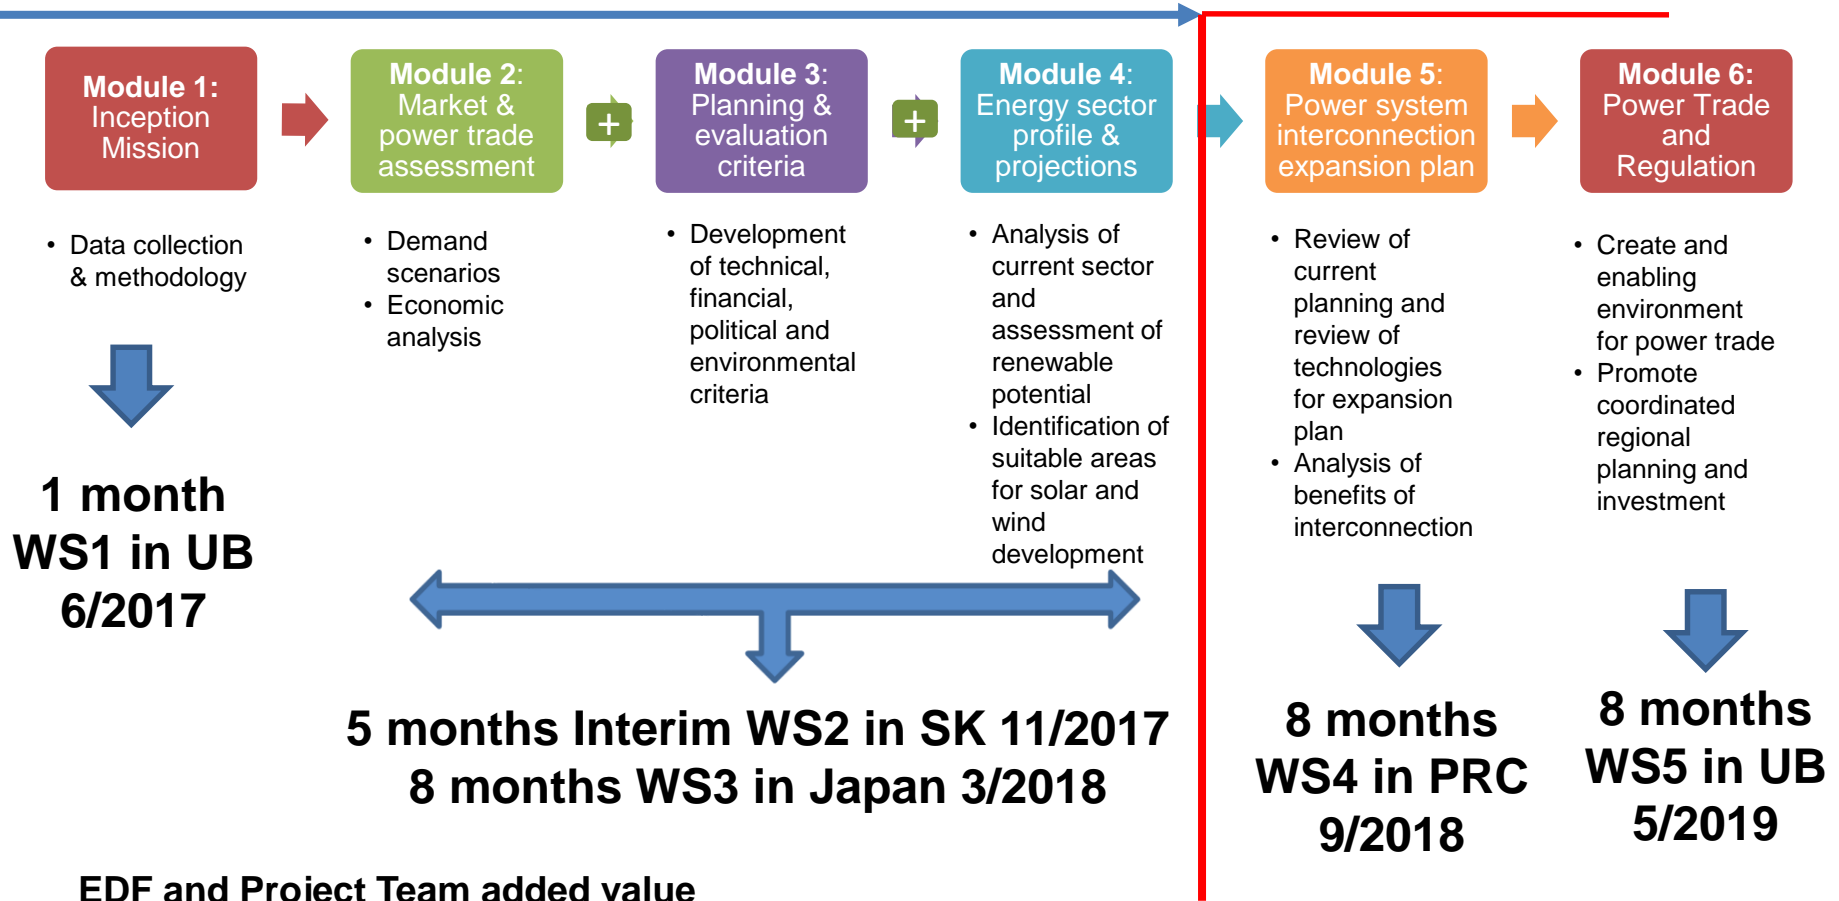 Module 1:
Inception
Mission
Module 2:
Market &
power trade
assessment
+
Module 3:
Planning &
evaluation
criteria
+
Module 4:
Energy sector
profile &
projections
Module 5:
Power system
interconnection
expansion plan
Module 6:
Power Trade
and
Regulation
• Data collection
& methodology
• Demand
scenarios
• Economic
analysis
• Development
of technical,
financial,
political and
environmental
criteria
• Analysis of
current sector
and
assessment of
renewable
potential
• Identification of
suitable areas
for solar and
wind
development
• Review of
current
planning and
review of
technologies
for expansion
plan
• Analysis of
benefits of
interconnection
• Create and
enabling
environment
for power trade
• Promote
coordinated
regional
planning and
investment
1 month
WS1 in UB
6/2017
5 months Interim WS2 in SK 11/2017
8 months WS3 in Japan 3/2018
8 months
WS4 in PRC
9/2018
8 months
WS5 in UB
5/2019
EDF and Project Team added value